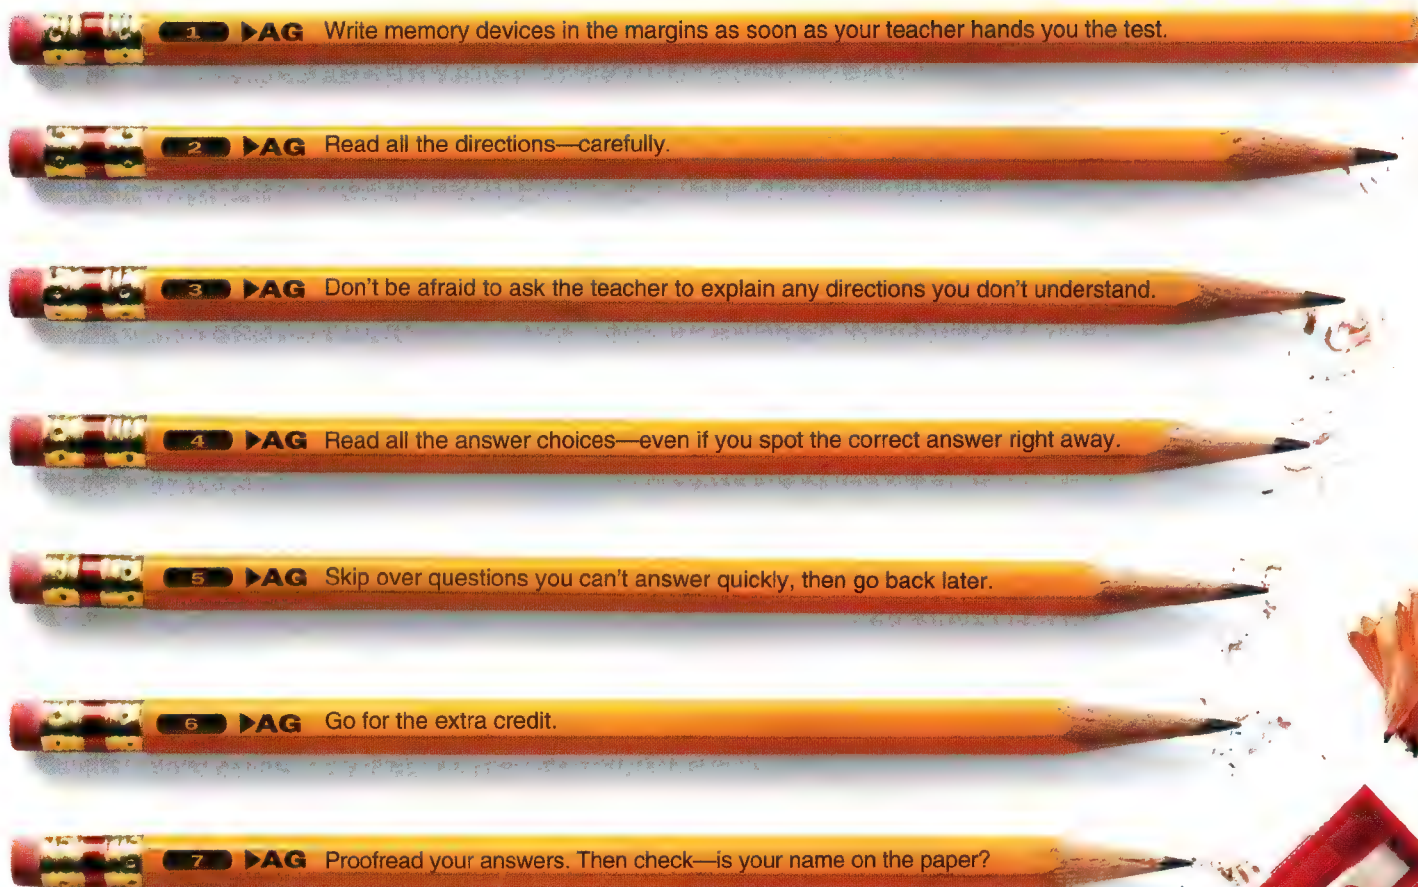 1 ▶AG Write memory devices in the margins as soon as your teacher hands you the test.
2 ▶AG Read all the directions—carefully.
3 ▶AG Don't be afraid to ask the teacher to explain any directions you don't understand.
4 ▶AG Read all the answer choices—even if you spot the correct answer right away.
5 ▶AG Skip over questions you can't answer quickly, then go back later.
6 ▶AG Go for the extra credit.
7 ▶AG Proofread your answers. Then check—is your name on the paper?